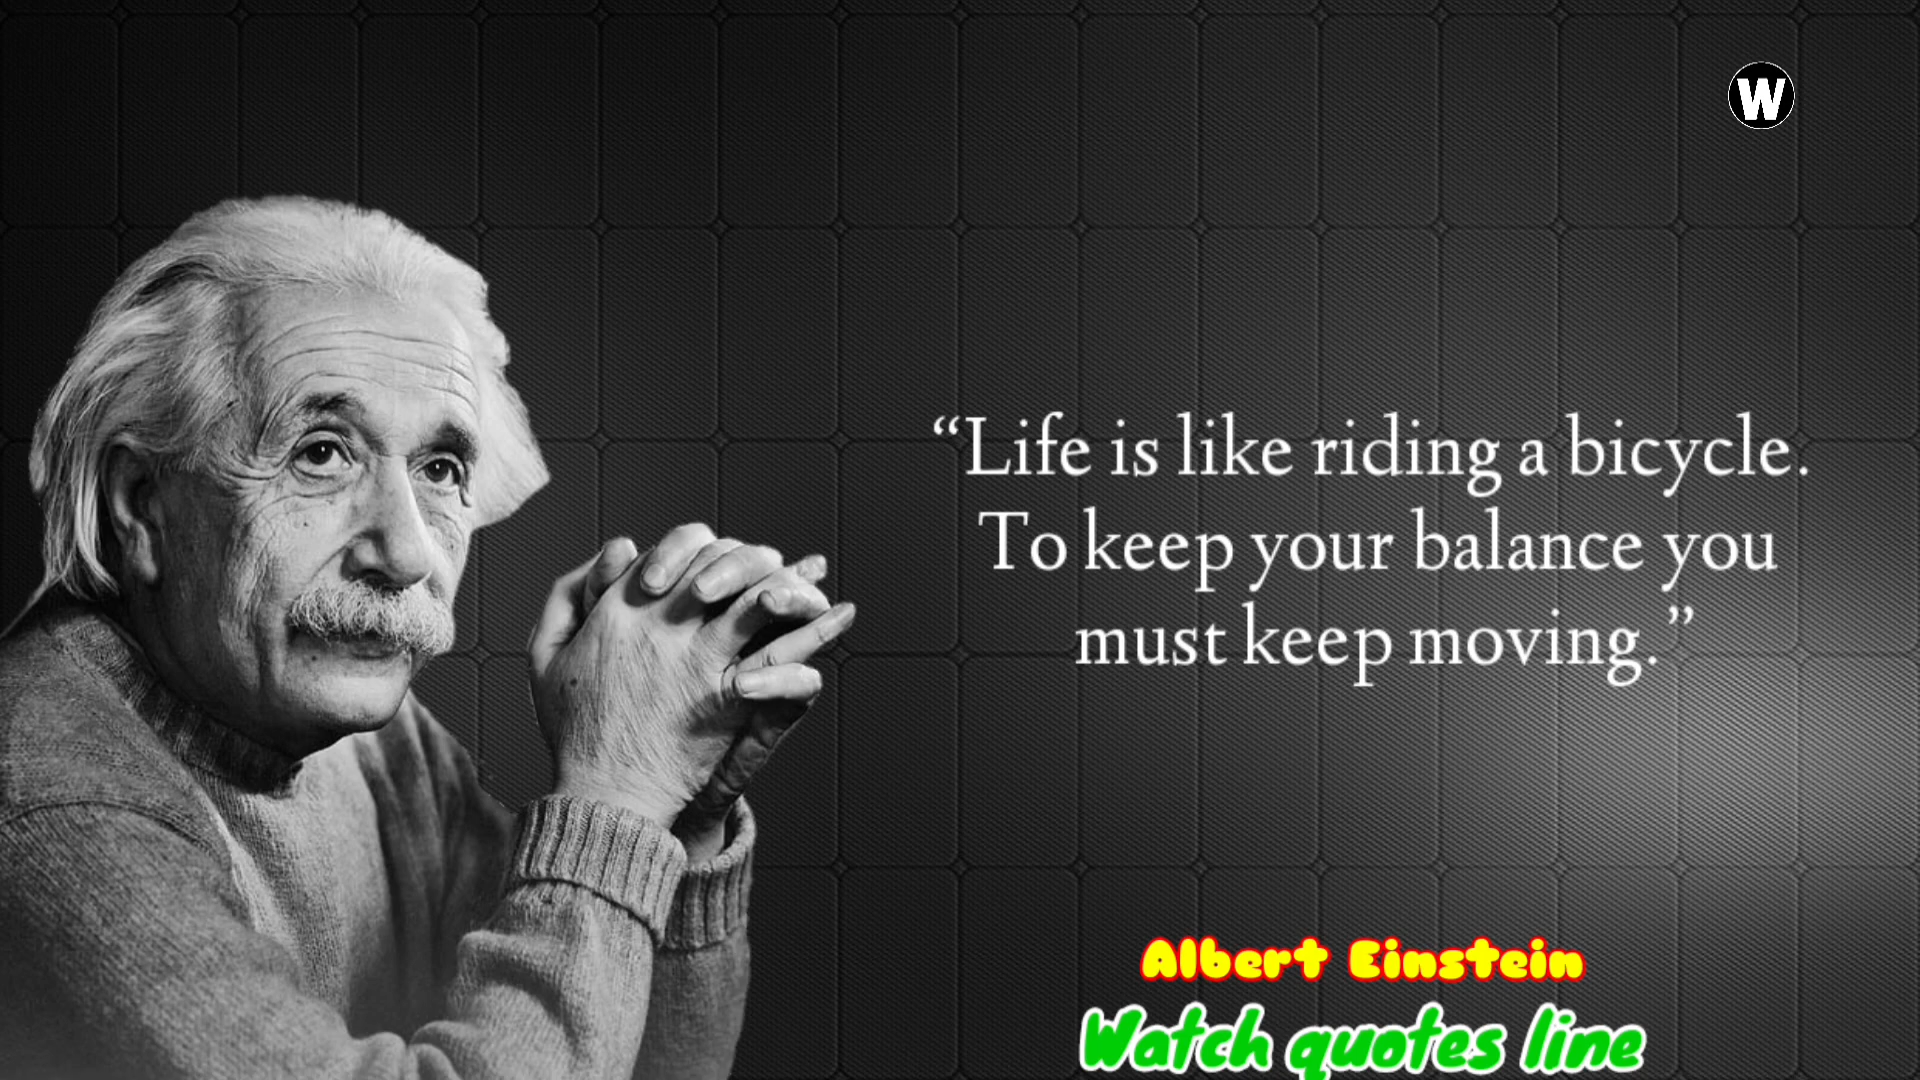 W
“Life is like riding a bicycle.
To keep your balance you
must keep moving.”
Albert Einstein
Watch quotes line